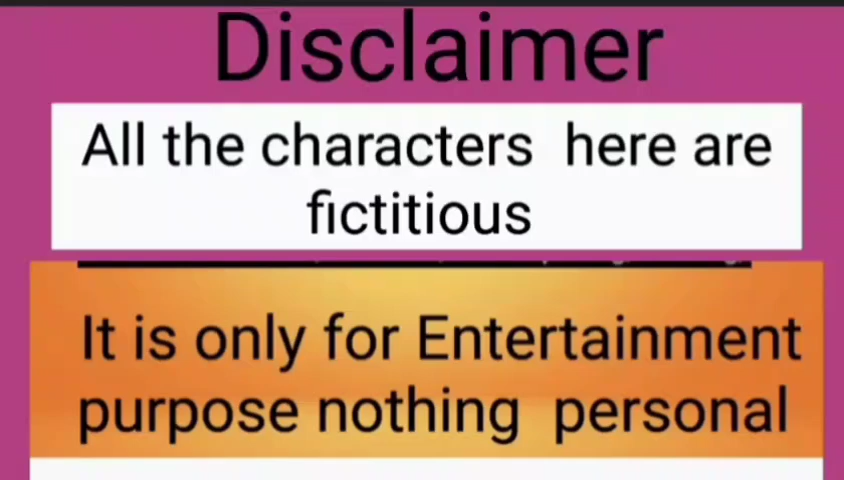 Disclaimer
All the characters here are
fictitious
It is only for Entertainment
purpose nothing personal